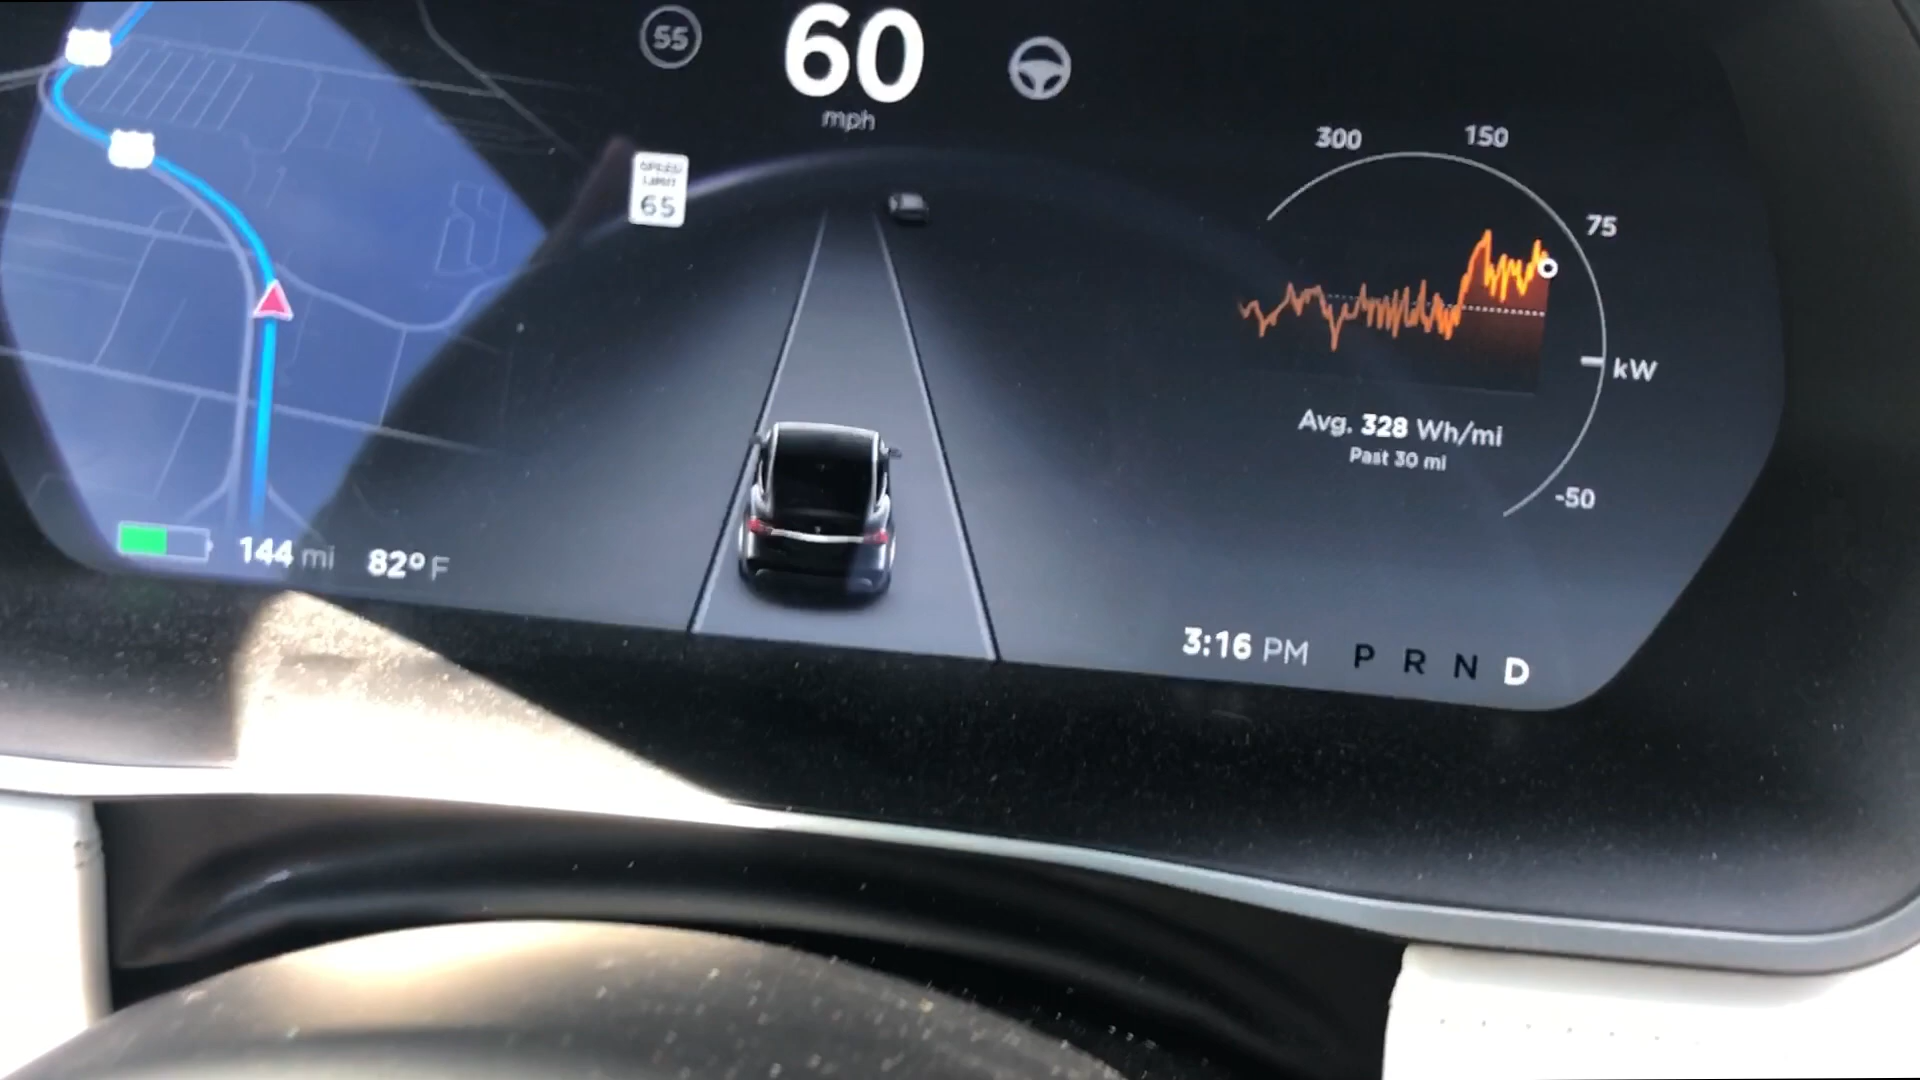 55
60
mph
SPEED
LIMIT
65
300
150
75
kW
-50
Avg. 328 Wh/mi
Past 30 mi
144 mi 82° F
3:16 PM P R N D